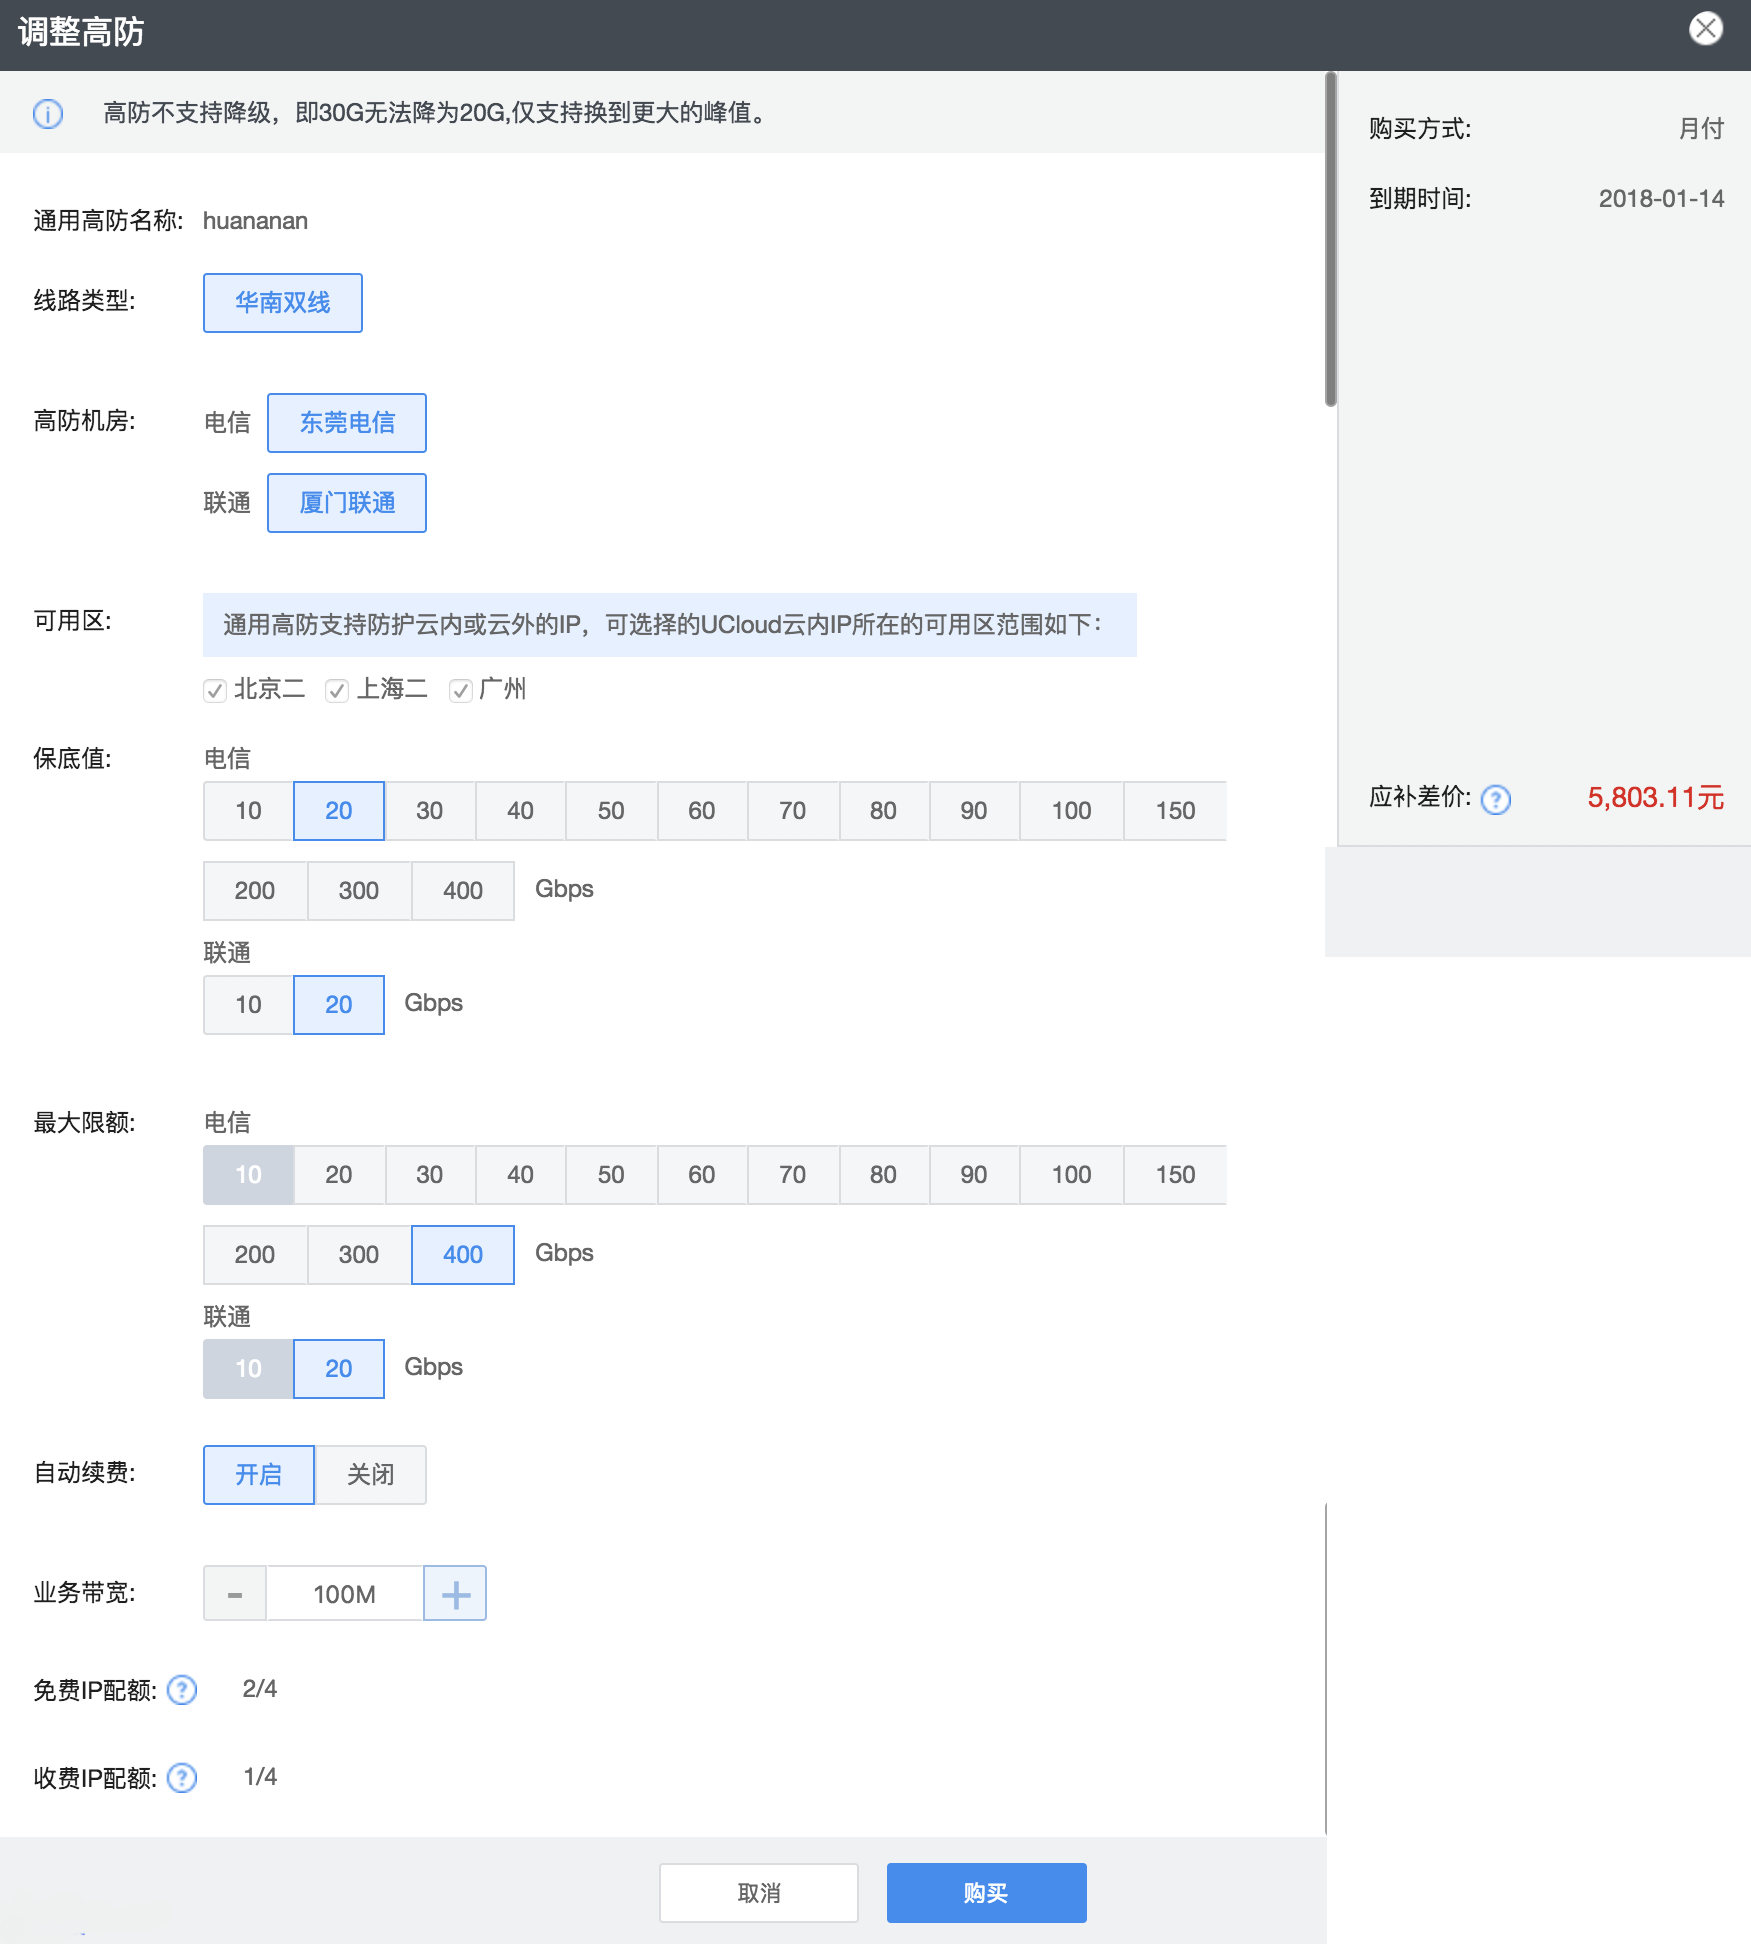 调整高防
高防不支持降级，即30G无法降为20G,仅支持换到更大的峰值。
通用高防名称: huananan
线路类型: 华南双线
高防机房: 电信 东莞电信
联通 厦门联通
可用区: 通用高防支持防护云内或云外的IP，可选择的UCloud云内IP所在的可用区范围如下：
北京二 上海二 广州
保底值: 电信
10 20 30 40 50 60 70 80 90 100 150
200 300 400 Gbps
联通
10 20 Gbps
最大限额: 电信
10 20 30 40 50 60 70 80 90 100 150
200 300 400 Gbps
联通
10 20 Gbps
自动续费: 开启 关闭
业务带宽: - 100M +
免费IP配额: ? 2/4
收费IP配额: ? 1/4
取消 购买
购买方式: 月付
到期时间: 2018-01-14
应补差价: ? 5,803.11元